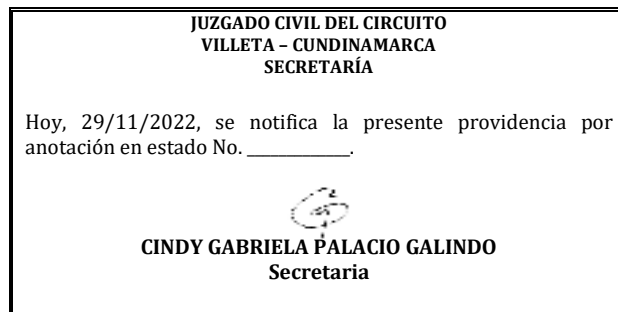 JUZGADO CIVIL DEL CIRCUITO
VILLETA – CUNDINAMARCA
SECRETARÍA
Hoy, 29/11/2022, se notifica la presente providencia por
anotación en estado No. _____________.
CINDY GABRIELA PALACIO GALINDO
Secretaria